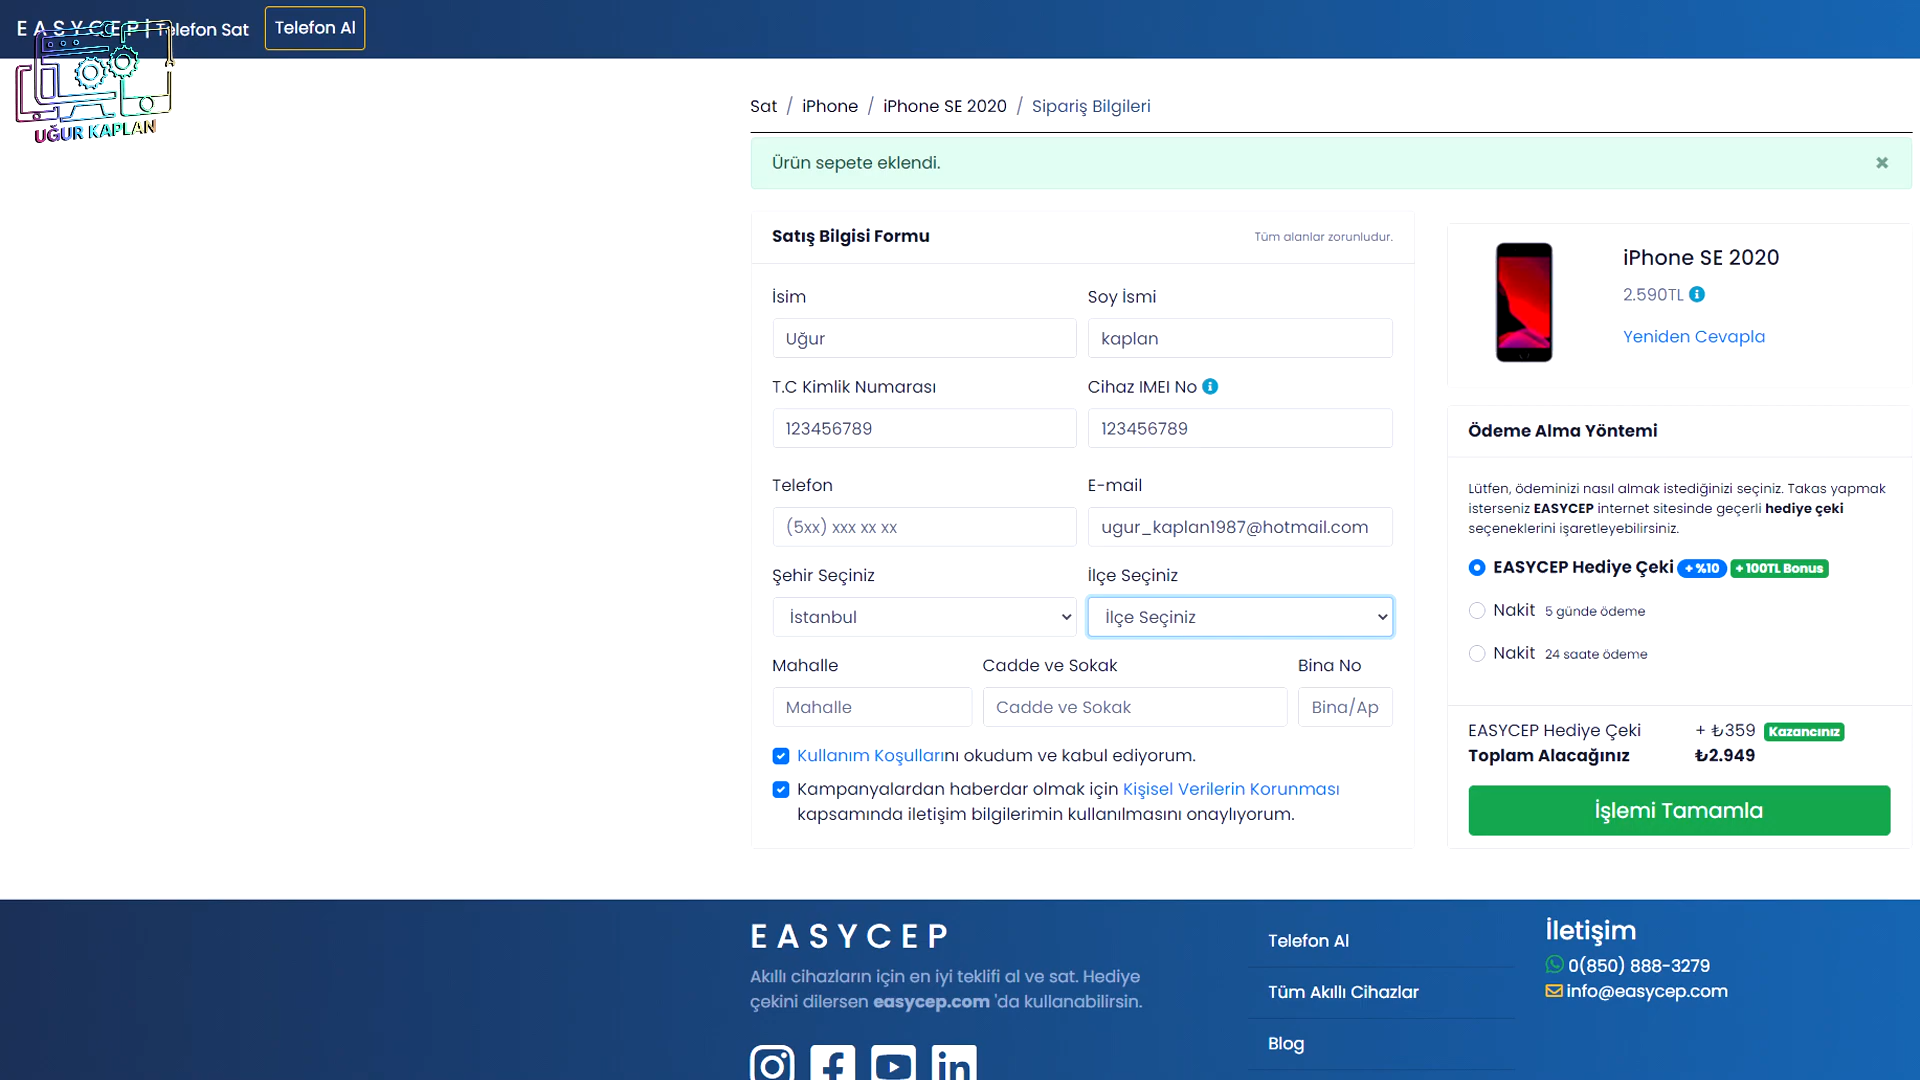 EASYCEP | Telefon Sat Telefon Al
UĞUR KAPLAN
Sat / iPhone / iPhone SE 2020 / Sipariş Bilgileri
Ürün sepete eklendi. ×
Satış Bilgisi Formu Tüm alanlar zorunludur.
İsim Soy İsmi
Uğur kaplan
T.C Kimlik Numarası Cihaz IMEI No
123456789 123456789
Telefon E-mail
(5xx) xxx xx xx ugur_kaplan1987@hotmail.com
Şehir Seçiniz İlçe Seçiniz
İstanbul İlçe Seçiniz
Mahalle Cadde ve Sokak Bina No
Mahalle Cadde ve Sokak Bina/Ap
Kullanım Koşullarını okudum ve kabul ediyorum.
Kampanyalardan haberdar olmak için Kişisel Verilerin Korunması
kapsamında iletişim bilgilerimin kullanılmasını onaylıyorum.
iPhone SE 2020
2.590TL
Yeniden Cevapla
Ödeme Alma Yöntemi
Lütfen, ödeminizi nasıl almak istediğinizi seçiniz. Takas yapmak
isterseniz EASYCEP internet sitesinde geçerli hediye çeki
seçeneklerini işaretleyebilirsiniz.
EASYCEP Hediye Çeki + %10 + 100TL Bonus
Nakit 5 günde ödeme
Nakit 24 saate ödeme
EASYCEP Hediye Çeki + ₺359 Kazancınız
Toplam Alacağınız ₺2.949
İşlemi Tamamla
EASYCEP
Akıllı cihazların için en iyi teklifi al ve sat. Hediye
çekini dilersen easycep.com 'da kullanabilirsin.
Telefon Al
Tüm Akıllı Cihazlar
Blog
İletişim
0(850) 888-3279
info@easycep.com